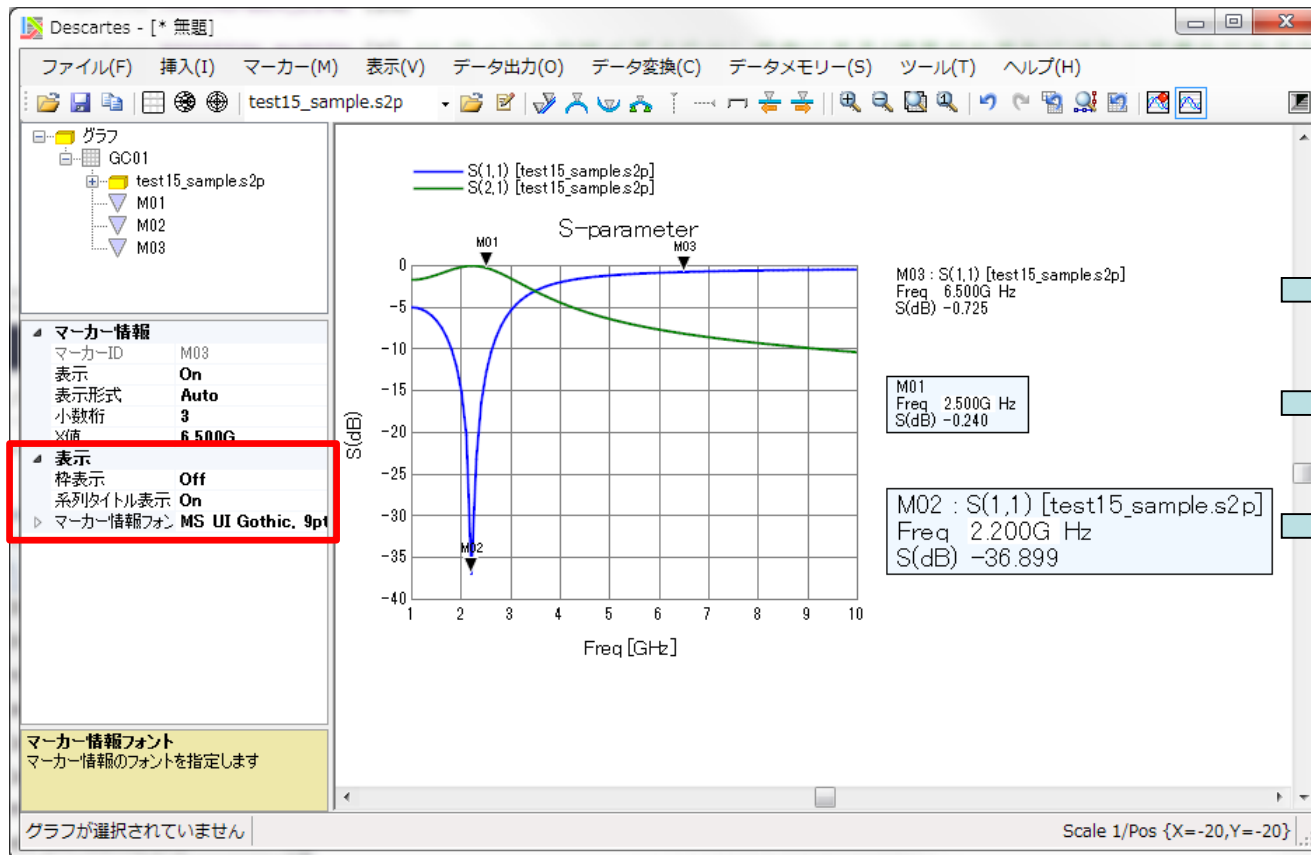 Descartes - [* 無題]
ファイル(F) 挿入(I) マーカー(M) 表示(V) データ出力(O) データ変換(C) データメモリー(S) ツール(T) ヘルプ(H)
test15_sample.s2p
グラフ
GC01
test15_sample.s2p
M01
M02
M03
マーカー情報
マーカーID M03
表示 On
表示形式 Auto
小数桁 3
X値 6.500G
表示
枠表示 Off
系列タイトル表示 On
マーカー情報フォン MS UI Gothic, 9pt
マーカー情報フォント
マーカー情報のフォントを指定します
S(1,1) [test15_sample.s2p]
S(2,1) [test15_sample.s2p]
S-parameter
M01
M03
M02
0
-5
-10
-15
-20
-25
-30
-35
-40
S(dB)
1 2 3 4 5 6 7 8 9 10
Freq [GHz]
M03 : S(1,1) [test15_sample.s2p]
Freq 6.500G Hz
S(dB) -0.725
M01
Freq 2.500G Hz
S(dB) -0.240
M02 : S(1,1) [test15_sample.s2p]
Freq 2.200G Hz
S(dB) -36.899
グラフが選択されていません
Scale 1/Pos {X=-20,Y=-20}